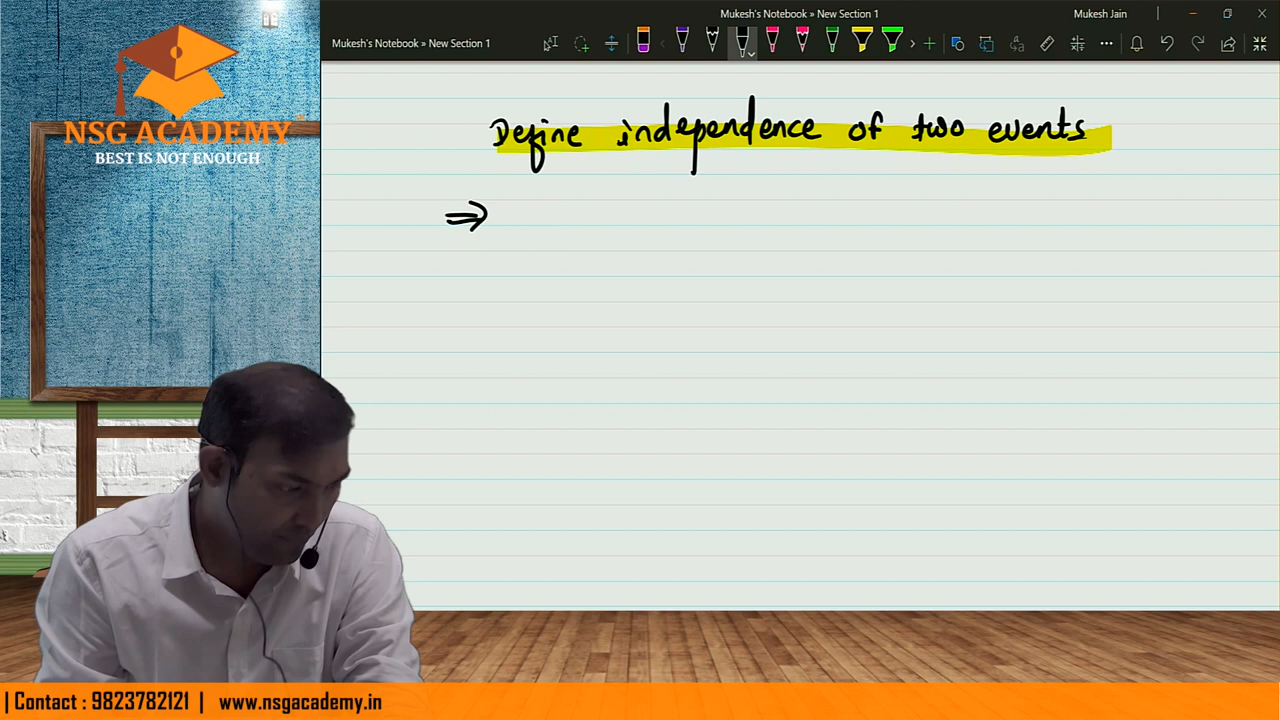 Mukesh's Notebook » New Section 1
Mukesh Jain
Mukesh's Notebook » New Section 1
NSG ACADEMY
BEST IS NOT ENOUGH
Define independence of two events
⇒
| Contact : 9823782121 | www.nsgacademy.in